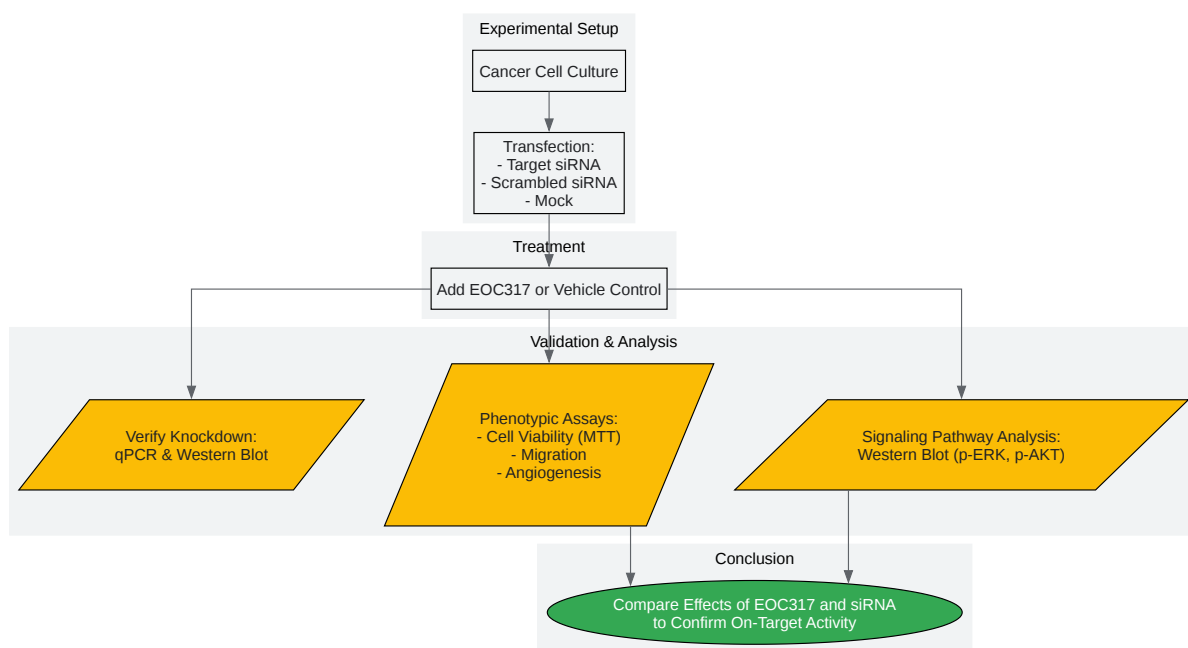 Experimental Setup
Cancer Cell Culture
Transfection:
- Target siRNA
- Scrambled siRNA
- Mock
Treatment
Add EOC317 or Vehicle Control
Validation & Analysis
Verify Knockdown:
qPCR & Western Blot
Phenotypic Assays:
- Cell Viability (MTT)
- Migration
- Angiogenesis
Signaling Pathway Analysis:
Western Blot (p-ERK, p-AKT)
Conclusion
Compare Effects of EOC317 and siRNA
to Confirm On-Target Activity